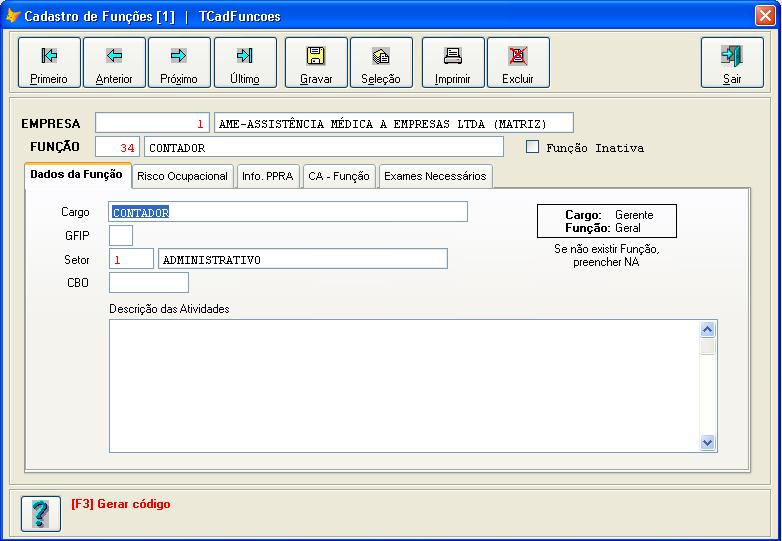 Cadastro de Funções [1] | TCadFuncoes
Primeiro Anterior Próximo Último Gravar Seleção Imprimir Excluir Sair
EMPRESA 1 AME-ASSISTÊNCIA MÉDICA A EMPRESAS LTDA (MATRIZ)
FUNÇÃO 34 CONTADOR Função Inativa
Dados da Função Risco Ocupacional Info. PPRA CA - Função Exames Necessários
Cargo CONTADOR
Cargo: Gerente
Função: Geral
GFIP
Se não existir Função,
preencher NA
Setor 1 ADMINISTRATIVO
CBO
Descrição das Atividades
? [F3] Gerar código